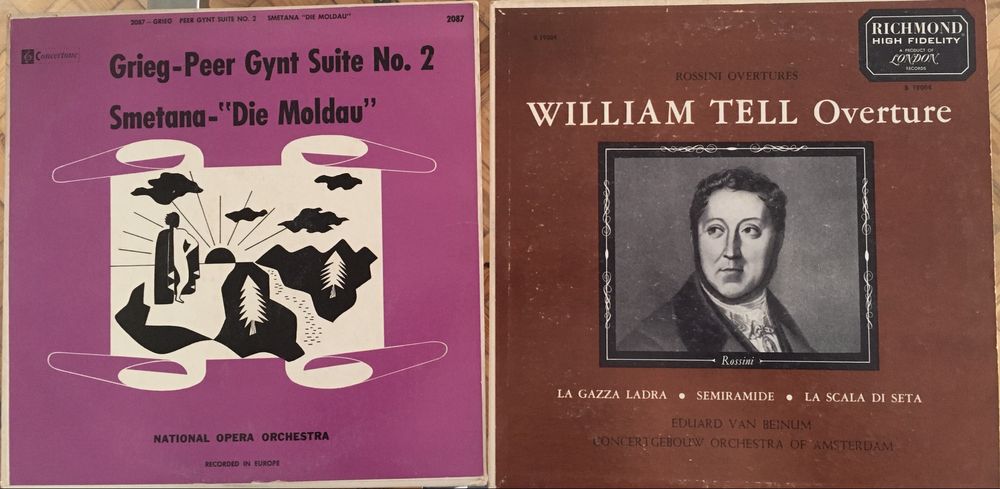 2087 - GRIEG PEER GYNT SUITE NO. 2 SMETANA "DIE MOLDAU"
2087
Concertone
Grieg-Peer Gynt Suite No. 2
Smetana-"Die Moldau"
NATIONAL OPERA ORCHESTRA
RECORDED IN EUROPE
B 19004
RICHMOND
HIGH FIDELITY
A PRODUCT OF
LONDON
RECORDS
B 19004
ROSSINI OVERTURES
WILLIAM TELL Overture
Rossini
LA GAZZA LADRA • SEMIRAMIDE • LA SCALA DI SETA
EDUARD VAN BEINUM
CONCERTGEBOUW ORCHESTRA OF AMSTERDAM